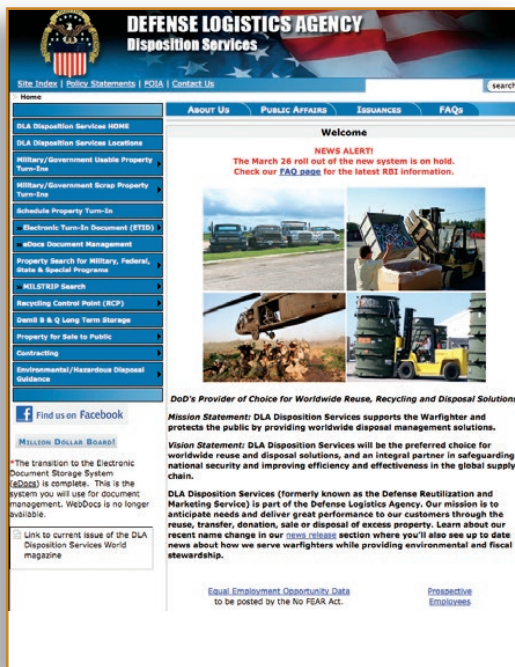 DEFENSE LOGISTICS AGENCY
Disposition Services
Site Index | Policy Statements | FOIA | Contact Us
search
Home
ABOUT US
PUBLIC AFFAIRS
ISSUANCES
FAQS
DLA Disposition Services HOME
DLA Disposition Services Locations
Military/Government Usable Property
Turn-Ins
Military/Government Scrap Property
Turn-Ins
Schedule Property Turn-In
Electronic Turn-In Document (ETID)
eDocs Document Management
Property Search for Military, Federal,
State & Special Programs
MILSTRIP Search
Recycling Control Point (RCP)
Demil B & Q Long Term Storage
Property for Sale to Public
Contracting
Environmental/Hazardous Disposal
Guidance
Find us on Facebook
MILLION DOLLAR BOARD!
*The transition to the Electronic
Document Storage System
(eDocs) is complete. This is the
system you will use for document
management. WebDocs is no longer
available.
Link to current issue of the DLA
Disposition Services World
magazine
Welcome
NEWS ALERT!
The March 26 roll out of the new system is on hold.
Check our FAQ page for the latest RBI information.
DoD's Provider of Choice for Worldwide Reuse, Recycling and Disposal Solutions
Mission Statement: DLA Disposition Services supports the Warfighter and
protects the public by providing worldwide disposal management solutions.
Vision Statement: DLA Disposition Services will be the preferred choice for
worldwide reuse and disposal solutions, and an integral partner in safeguarding
national security and improving efficiency and effectiveness in the global supply
chain.
DLA Disposition Services (formerly known as the Defense Reutilization and
Marketing Service) is part of the Defense Logistics Agency. Our mission is to
anticipate needs and deliver great performance to our customers through the
reuse, transfer, donation, sale or disposal of excess property. Learn about our
recent name change in our news release section where you'll also see up to date
news about how we serve warfighters while providing environmental and fiscal
stewardship.
Equal Employment Opportunity Data
to be posted by the No FEAR Act.
Prospective
Employees